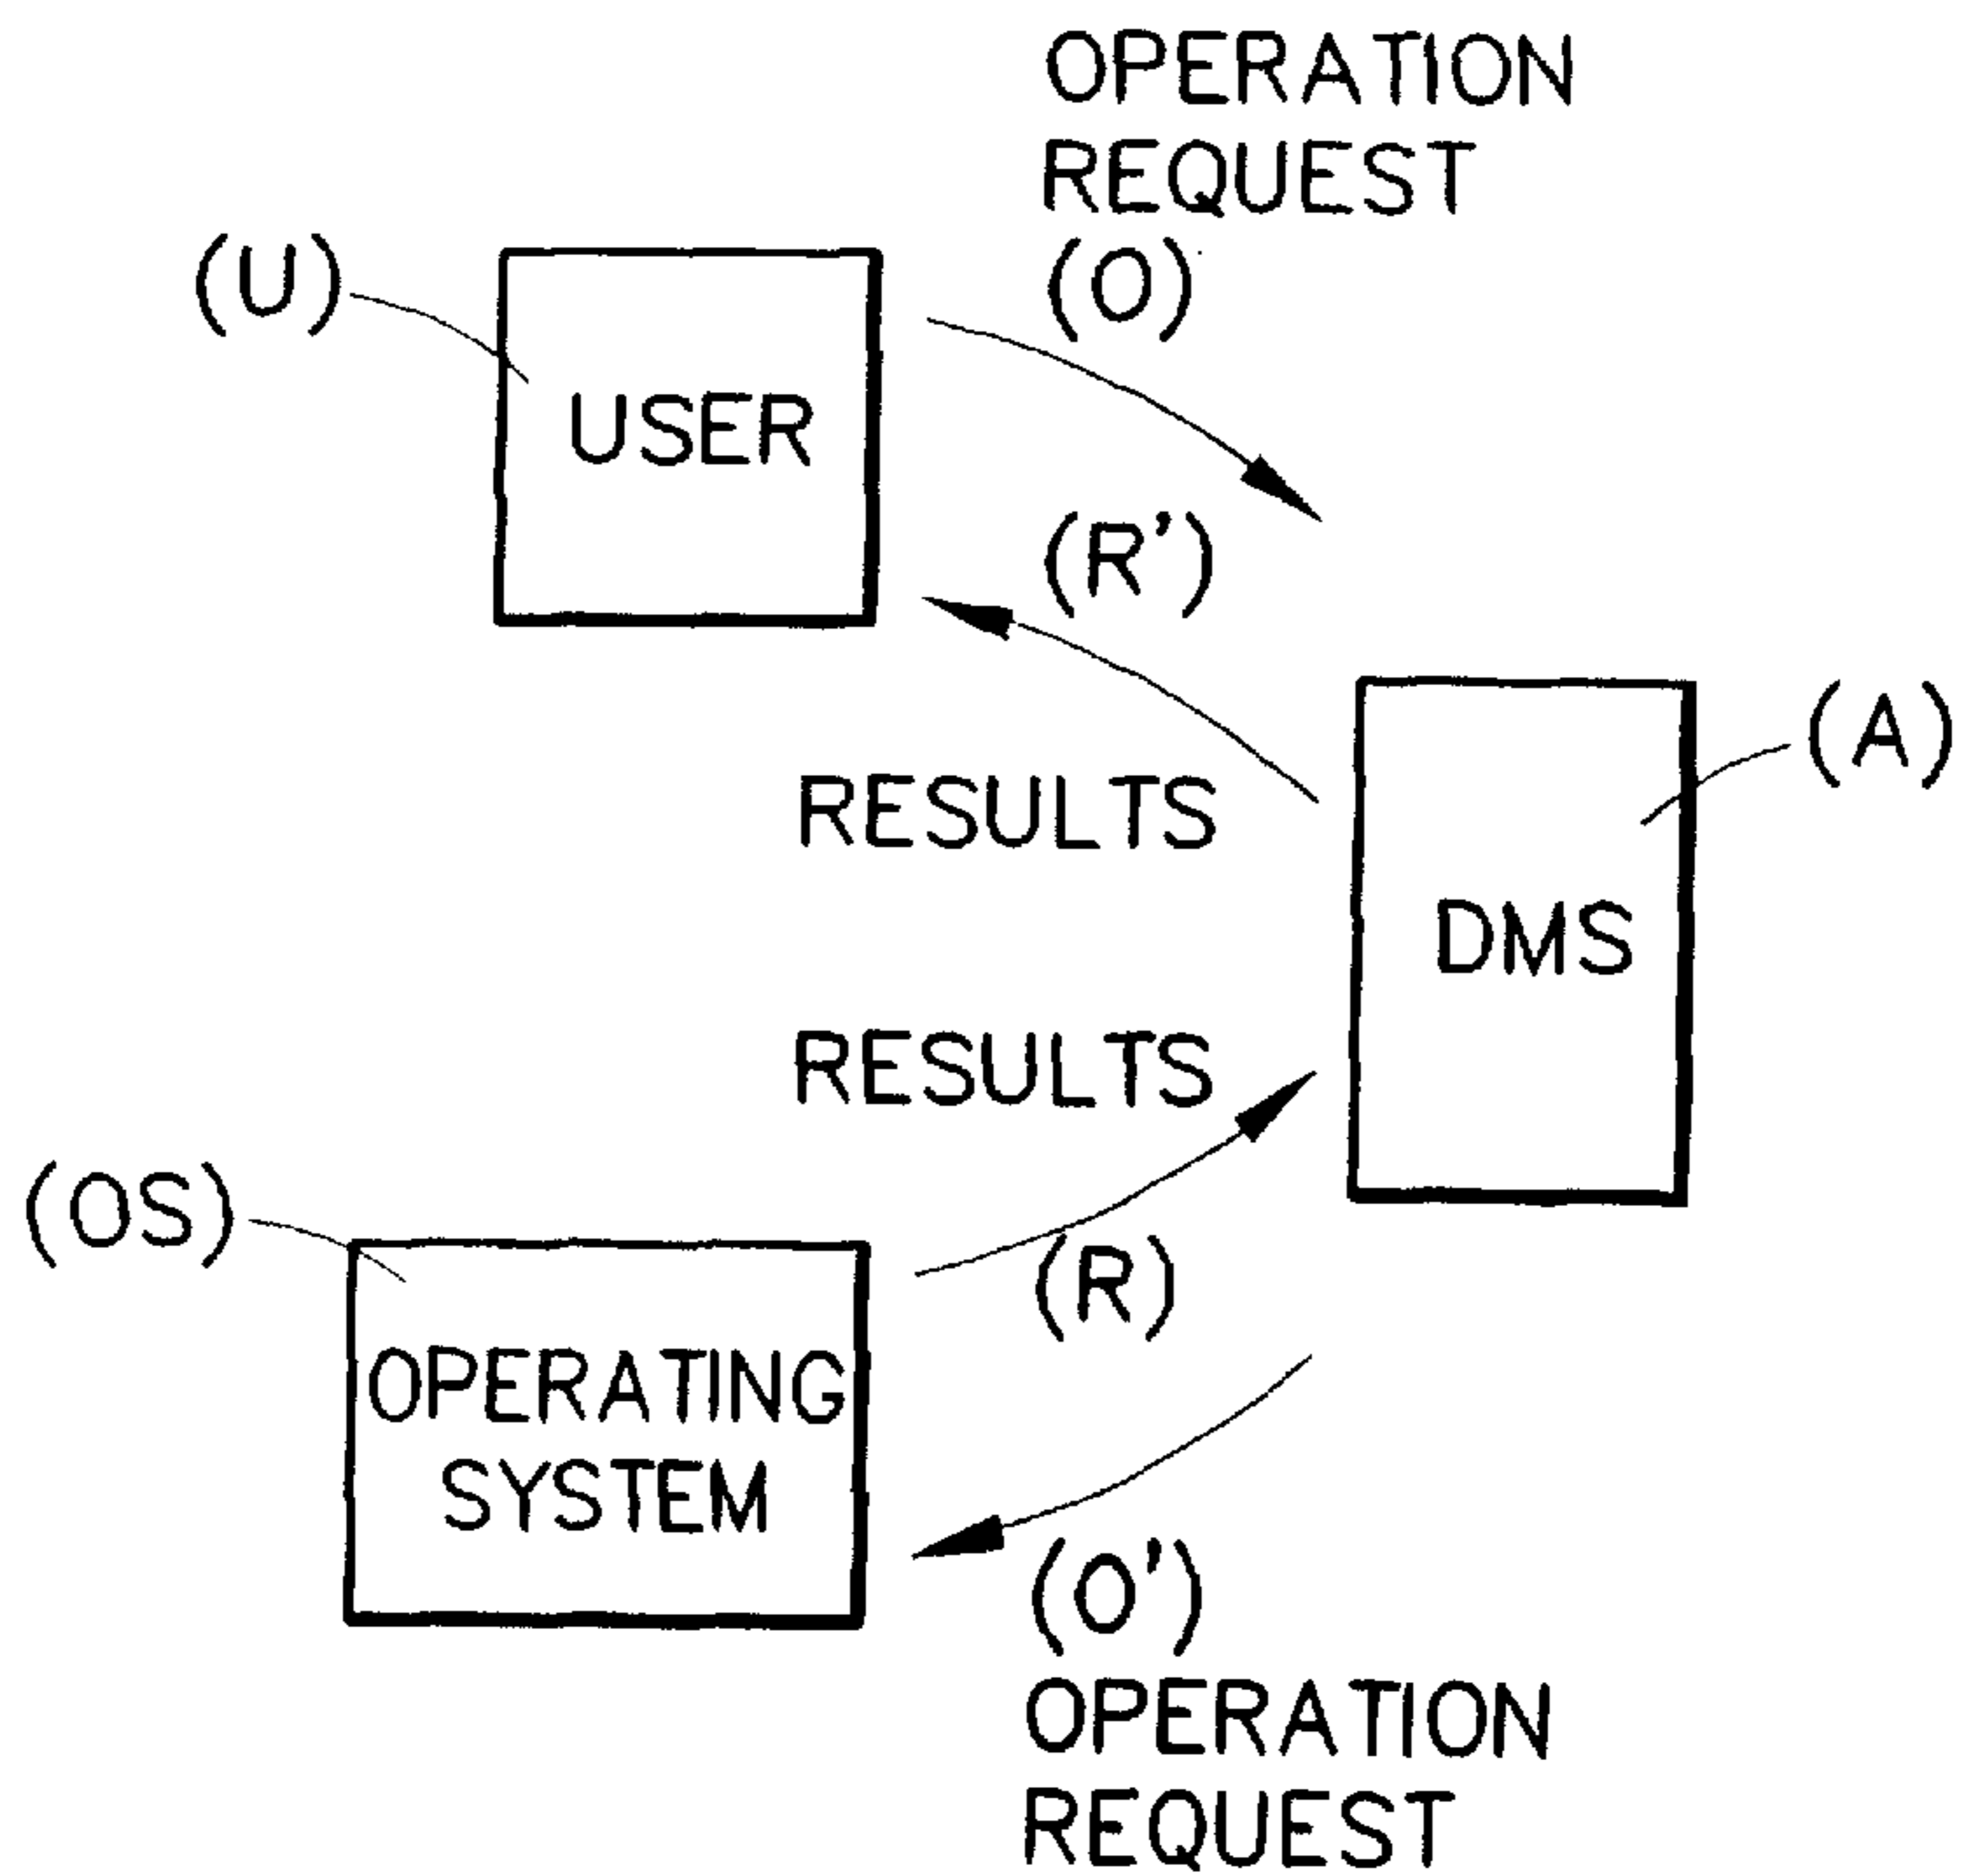 OPERATION
REQUEST
(O)
(U)
USER
(R')
RESULTS
(A)
DMS
RESULTS
(OS)
(R)
OPERATING
SYSTEM
(O')
OPERATION
REQUEST